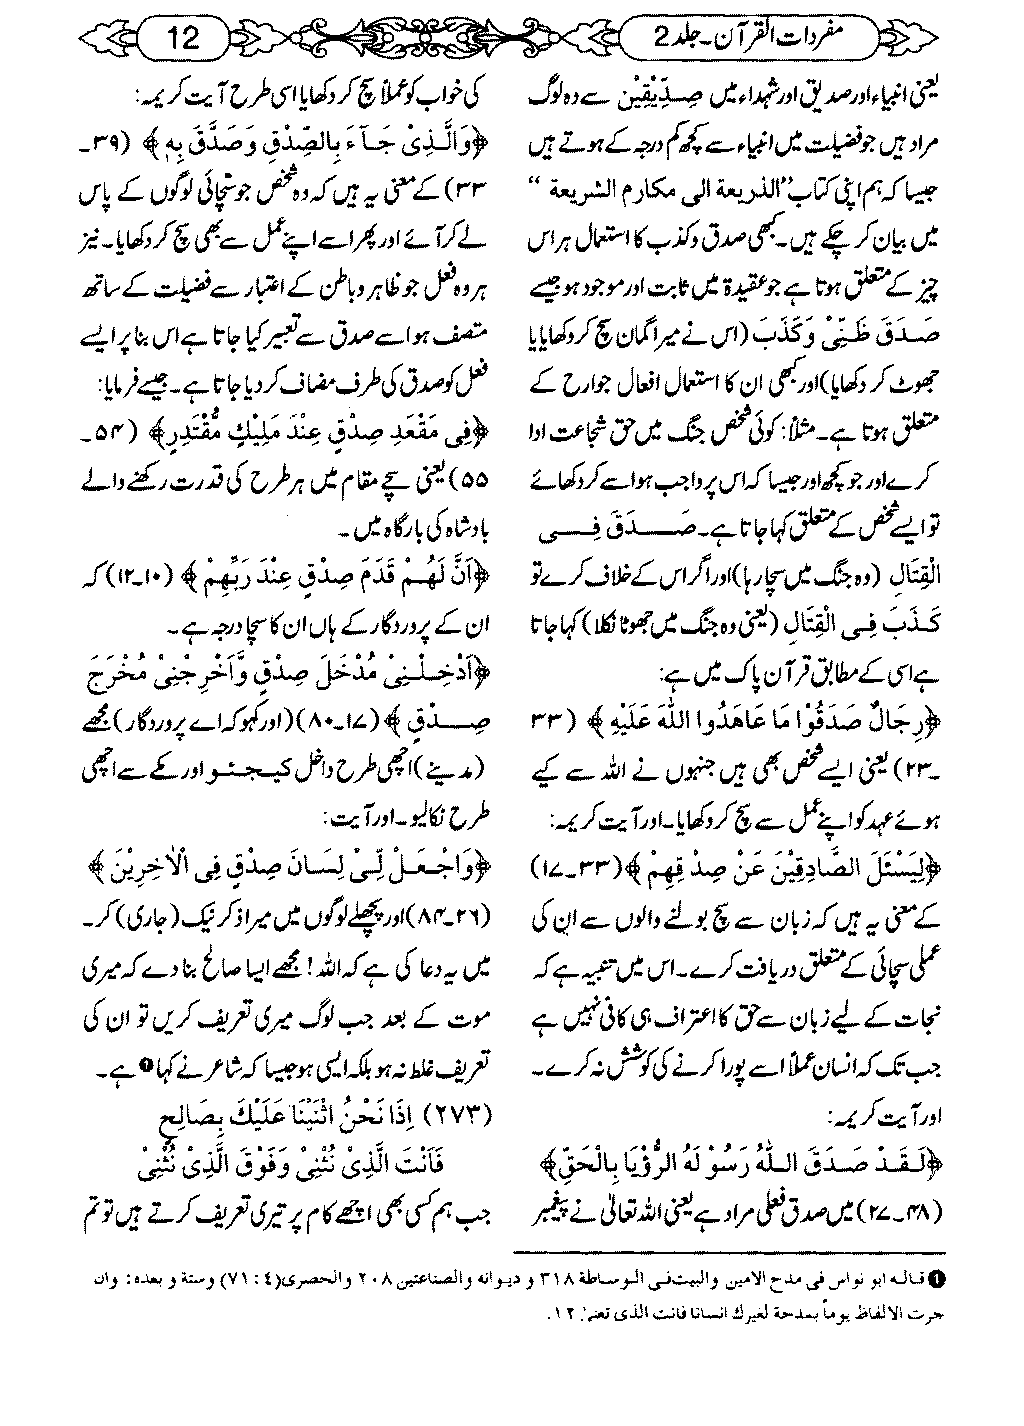 مفردات القرآن۔ جلد 2
12
یعنی انبیاء اور صدیق اور شہداء میں صِدِّیْقِیْن سے وہ لوگ
مراد ہیں جو فضیلت میں انبیاء سے کچھ کم درجہ کے ہوتے ہیں
جیسا کہ ہم اپنی کتاب "الذریعة الی مکارم الشریعة "
میں بیان کر چکے ہیں۔ کبھی صدق و کذب کا استعمال ہر اس
چیز کے متعلق ہوتا ہے جو عقیدۃ میں ثابت اور موجود ہو جیسے
صَدَقَ ظَنِّیْ وَکَذَبَ (اس نے میرا گمان سچ کر دکھایا یا
جھوٹ کر دکھایا) اور کبھی ان کا استعمال افعال جوارح کے
متعلق ہوتا ہے۔ مثلاً: کوئی شخص جنگ میں حق شجاعت ادا
کرے اور جو کچھ اور جیسا کہ اس پر واجب ہوا سے کر دکھائے
تو ایسے شخص کے متعلق کہا جاتا ہے۔ صَـدَقَ فِــی
الْقِتَالِ (وہ جنگ میں سچا رہا) اور اگر اس کے خلاف کرے تو
کَذَبَ فِی الْقِتَالِ (یعنی وہ جنگ میں جھوٹا نکلا) کہا جاتا
ہے اسی کے مطابق قرآن پاک میں ہے:
﴿رِجَالٌ صَدَقُوْا مَا عَاهَدُوا اللّٰهَ عَلَیْهِ﴾ (۳۳
۔۲۳) یعنی ایسے شخص بھی ہیں جنہوں نے اللہ سے کیے
ہوئے عہد کو اپنے عمل سے سچ کر دکھایا۔ اور آیت کریمہ:
﴿لِیَسْئَلَ الصَّادِقِیْنَ عَنْ صِدْقِهِمْ﴾ (۳۳۔۱۷)
کے معنی یہ ہیں کہ زبان سے سچ بولنے والوں سے ان کی
عملی سچائی کے متعلق دریافت کرے۔ اس میں تنبیہ ہے کہ
نجات کے لیے زبان سے حق کا اعتراف ہی کافی نہیں ہے
جب تک کہ انسان عملاً اسے پورا کرنے کی کوشش نہ کرے۔
اور آیت کریمہ:
﴿لَـقَـدْ صَدَقَ اللّٰهُ رَسُوْلَهُ الرُّؤْیَا بِالْحَقِّ﴾
(۴۸۔۲۷) میں صدق فعلی مراد ہے یعنی اللہ تعالٰی نے پیغمبر
کی خواب کو عملاً سچ کر دکھایا اسی طرح آیت کریمہ:
﴿وَالَّذِیْ جَآءَ بِالصِّدْقِ وَصَدَّقَ بِهٖ﴾ (۳۹۔
۳۳) کے معنی یہ ہیں کہ وہ شخص جو سچائی لوگوں کے پاس
لے کر آئے اور پھر اسے اپنے عمل سے بھی سچ کر دکھایا۔ نیز
ہر وہ فعل جو ظاہر و باطن کے اعتبار سے فضیلت کے ساتھ
متصف ہو اسے صدق سے تعبیر کیا جاتا ہے اس بنا پر ایسے
فعل کو صدق کی طرف مضاف کر دیا جاتا ہے۔ جیسے فرمایا:
﴿فِی مَقْعَدِ صِدْقٍ عِنْدَ مَلِیْكٍ مُّقْتَدِرٍ﴾ (۵۴۔
۵۵) یعنی سچے مقام میں ہر طرح کی قدرت رکھنے والے
بادشاہ کی بارگاہ میں۔
﴿اَنَّ لَهُمْ قَدَمَ صِدْقٍ عِنْدَ رَبِّهِمْ﴾ (۱۰۔۱۲) کہ
ان کے پروردگار کے ہاں ان کا سچا درجہ ہے۔
﴿اَدْخِـلْـنِیْ مُدْخَلَ صِدْقٍ وَّاَخْرِجْنِیْ مُخْرَجَ
صِــدْقٍ﴾ (۱۷۔۸۰) (اور کہو کہ اے پروردگار) مجھے
(مدینے) اچھی طرح داخل کیجئو اور مکے سے اچھی
طرح نکالیو۔ اور آیت:
﴿وَاجْـعَـلْ لِّیْ لِسَانَ صِدْقٍ فِی الْاٰخِرِیْنَ﴾
(۲۶۔۸۴) اور پچھلے لوگوں میں میرا ذکر نیک (جاری) کر۔
میں یہ دعا کی ہے کہ اللہ! مجھے ایسا صالح بنا دے کہ میری
موت کے بعد جب لوگ میری تعریف کریں تو ان کی
تعریف غلط نہ ہو بلکہ ایسی ہو جیسا کہ شاعر نے کہا ❶ ہے۔
(۲۷۳) اِذَا نَحْنُ اثْنَیْنَا عَلَیْكَ بِصَالِحٍ
فَاَنْتَ الَّذِیْ نُثْنِیْ وَفَوْقَ الَّذِیْ نُثْنِیْ
جب ہم کسی بھی اچھے کام پر تیری تعریف کرتے ہیں تو تم
❶ قاله ابو نواس فی مدح الامین والبیت فی الوساطة ۳۱۸ و دیوانه والصناعتین ۲۰۸ والحصری (٤ : ۷۱) وستة و بعده : وان
جرت الالفاظ یوماً بمدحة لغیرك انسانا فانت الذی تعنی: ۱۲.